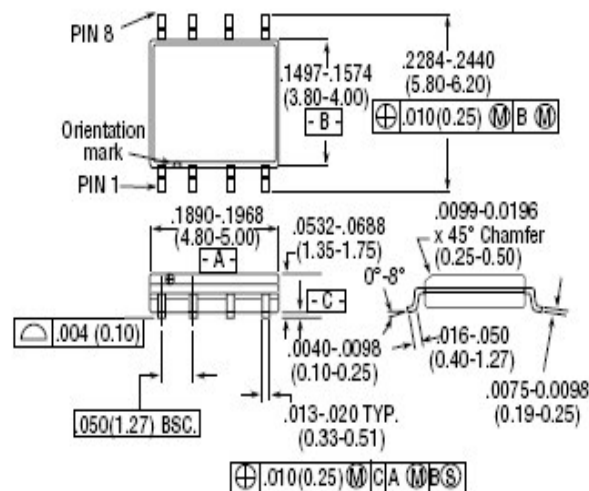 PIN 8
.1497-.1574
(3.80-4.00)
- B -
.2284-.2440
(5.80-6.20)
⌖ .010(0.25) Ⓜ B Ⓜ
Orientation
mark
PIN 1
.1890-.1968
(4.80-5.00)
- A -
.0532-.0688
(1.35-1.75)
- C -
.0099-0.0196
x 45° Chamfer
(0.25-0.50)
0°-8°
⌓ .004 (0.10)
.0040-.0098
(0.10-0.25)
.016-.050
(0.40-1.27)
.0075-0.0098
(0.19-0.25)
.050(1.27) BSC.
.013-.020 TYP.
(0.33-0.51)
⌖ .010(0.25) Ⓜ C A Ⓜ B Ⓢ